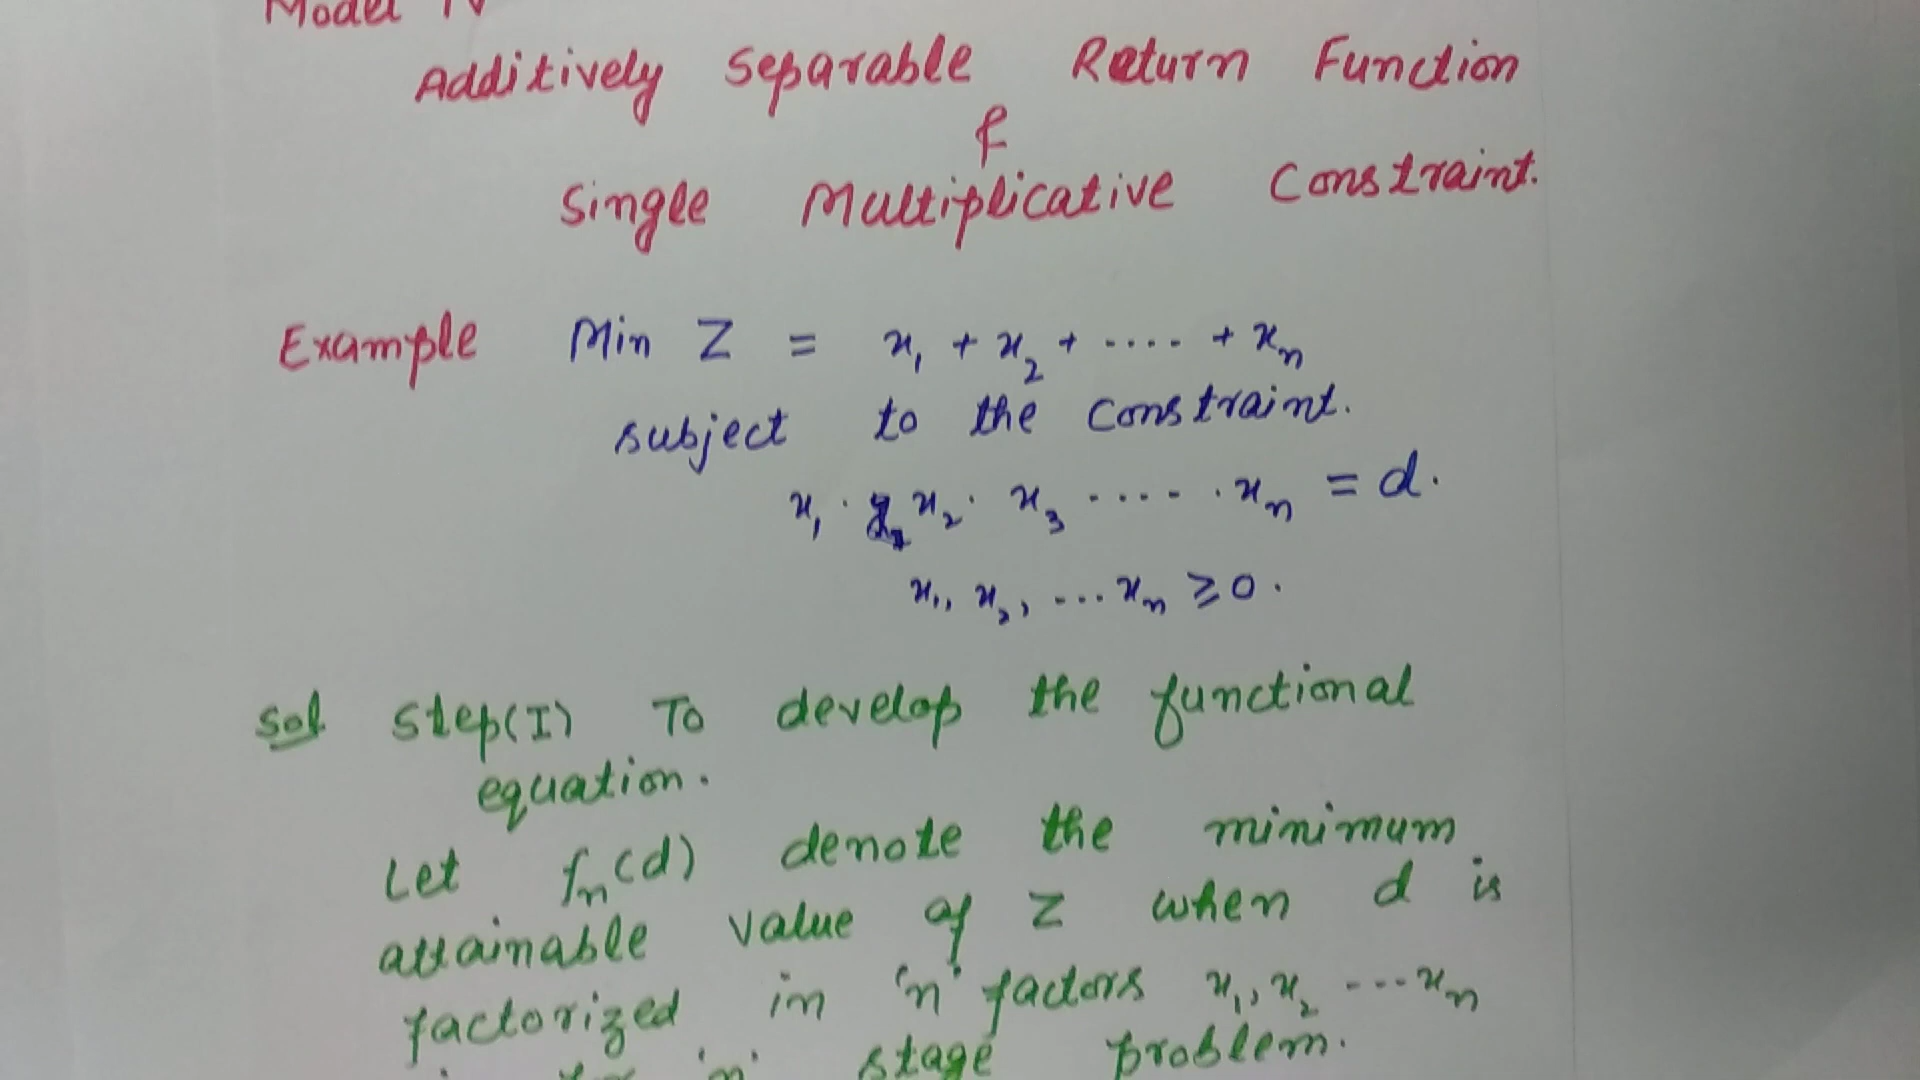 Model IV
Additively Separable Return Function
&
Single Multiplicative Constraint.
Example Min Z = x₁ + x₂ + .... + xₙ
subject to the constraint.
x₁ · x₂ · x₃ ..... · xₙ = d.
x₁, x₂, ... xₙ ≥ 0.
Sol Step(I) To develop the functional
equation.
Let fₙ(d) denote the minimum
attainable value of Z when d is
factorized in 'n' factors x₁, x₂ --- xₙ
'n' stage problem.